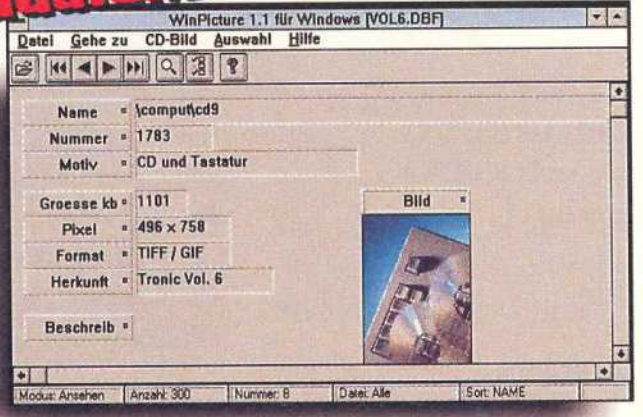 WinPicture 1.1 für Windows [VOL6.DBF]
Datei Gehe zu CD-Bild Auswahl Hilfe
Name \comput\cd9
Nummer 1783
Motiv CD und Tastatur
Groesse kb 1101
Pixel 496 × 758
Format TIFF / GIF
Herkunft Tronic Vol. 6
Beschreib
Bild
Modus: Ansehen Anzahl: 300 Nummer: 8 Datei: Alle Sort: NAME